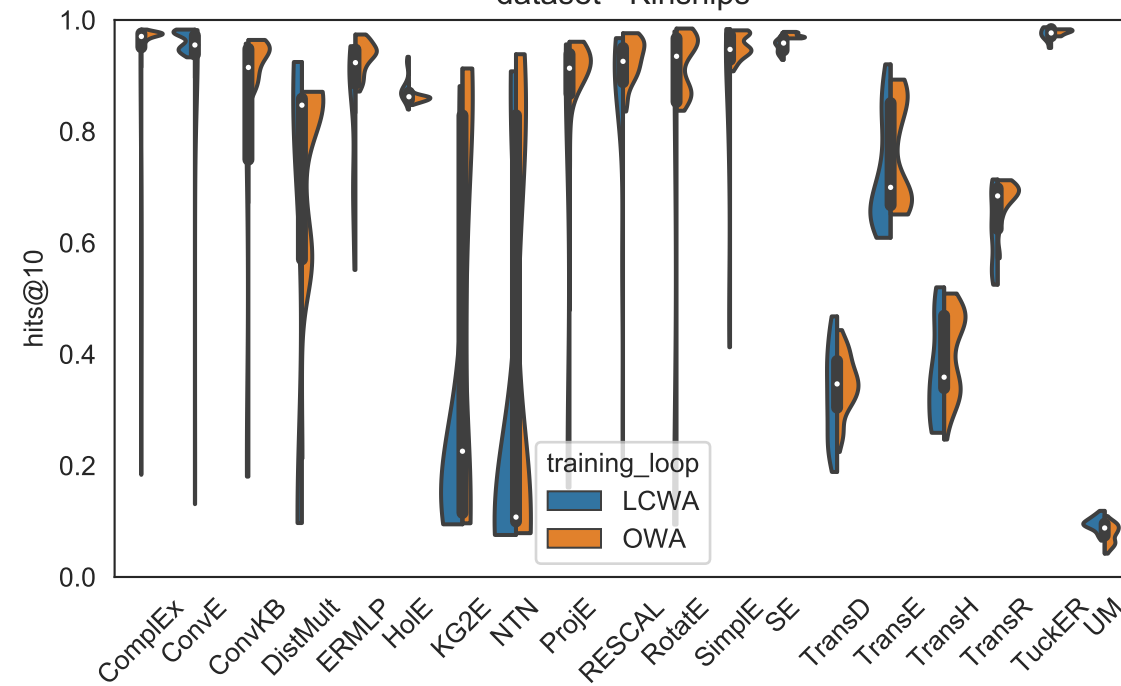 dataset = Kinships
1.0
0.8
0.6
0.4
0.2
0.0
hits@10
training_loop
LCWA
OWA
ComplEx
ConvE
ConvKB
DistMult
ERMLP
HolE
KG2E
NTN
ProjE
RESCAL
RotatE
SimplE
SE
TransD
TransE
TransH
TransR
TuckER
UM